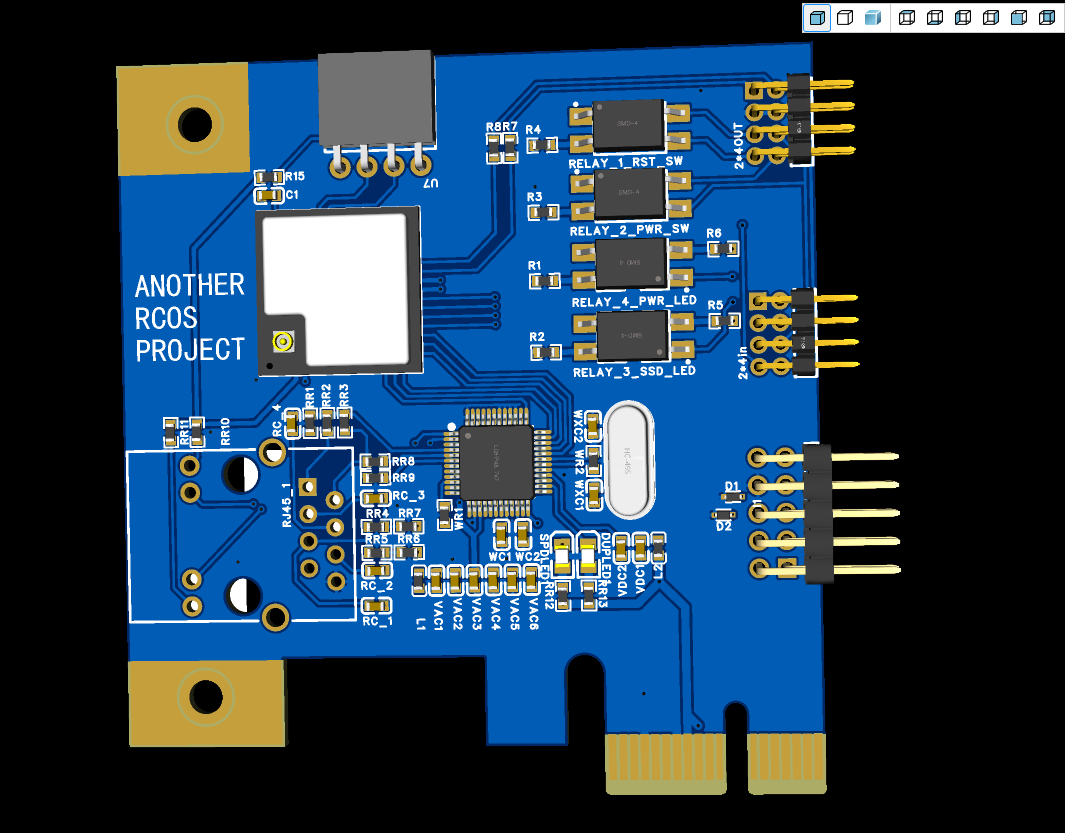 R8R7
R4
2*4OUT
RELAY_1_RST_SW
R15
C1
U7
R3
RELAY_2_PWR_SW
R6
R1
RELAY_4_PWR_LED
R5
R2
2*4in
RELAY_3_SSD_LED
ANOTHER
RCOS
PROJECT
RC_4
RR1
RR2
RR3
RR11
RR10
WXC2
WR2
WXC1
RR8
RR9
RC_3
RJ45_1
WR1
RR4
RR7
RR5
RR6
RC_2
RC_1
WC1
WC2
SPDLED
DUPLED
RR12
RR13
VDC2
VDC1
L2
L1
VAC1
VAC2
VAC3
VAC4
VAC5
VAC6
D1
D2